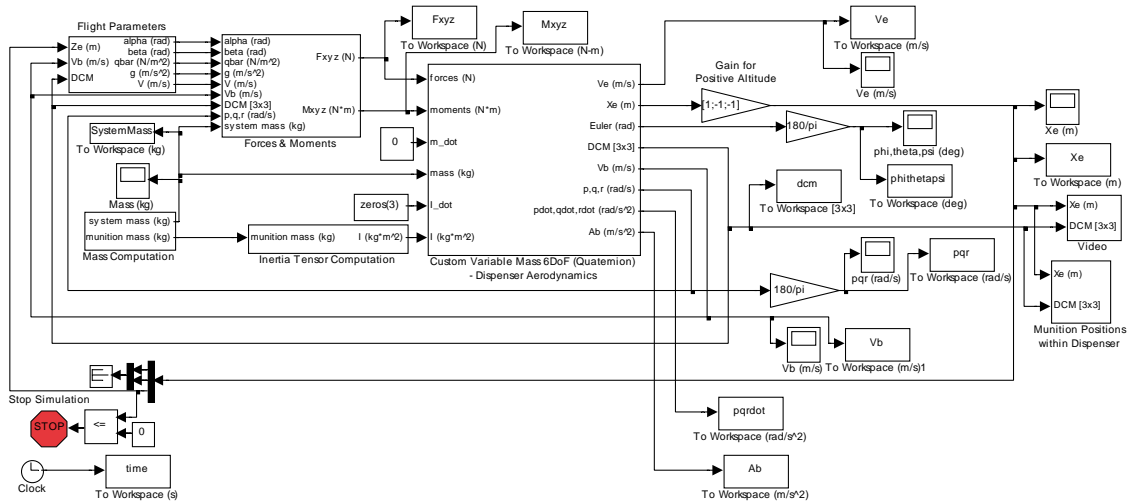 Flight Parameters
Ze (m)
Vb (m/s)
DCM
alpha (rad)
beta (rad)
qbar (N/m^2)
g (m/s^2)
V (m/s)
alpha (rad)
beta (rad)
qbar (N/m^2)
g (m/s^2)
V (m/s)
Vb (m/s)
DCM [3x3]
p,q,r (rad/s)
system mass (kg)
Fxyz (N)
Mxyz (N*m)
Forces & Moments
Fxyz
To Workspace (N)
Mxyz
To Workspace (N-m)
SystemMass
To Workspace (kg)
Mass (kg)
system mass (kg)
munition mass (kg)
Mass Computation
munition mass (kg)
I (kg*m^2)
Inertia Tensor Computation
0
zeros(3)
forces (N)
moments (N*m)
m_dot
mass (kg)
I_dot
I (kg*m^2)
Ve (m/s)
Xe (m)
Euler (rad)
DCM [3x3]
Vb (m/s)
p,q,r (rad/s)
pdot,qdot,rdot (rad/s^2)
Ab (m/s^2)
Custom Variable Mass 6DoF (Quaternion)
- Dispenser Aerodynamics
Gain for
Positive Altitude
[1;-1;-1]
Ve
To Workspace (m/s)
Ve (m/s)
180/pi
phi,theta,psi (deg)
phithetapsi
To Workspace (deg)
Xe (m)
Xe
To Workspace (m)
dcm
To Workspace [3x3]
Xe (m)
DCM [3x3]
Video
Xe (m)
DCM [3x3]
Munition Positions
within Dispenser
180/pi
pqr (rad/s)
pqr
To Workspace (rad/s)
Vb (m/s)
Vb
To Workspace (m/s)1
pqrdot
To Workspace (rad/s^2)
Ab
To Workspace (m/s^2)
Stop Simulation
STOP
<=
0
Clock
time
To Workspace (s)